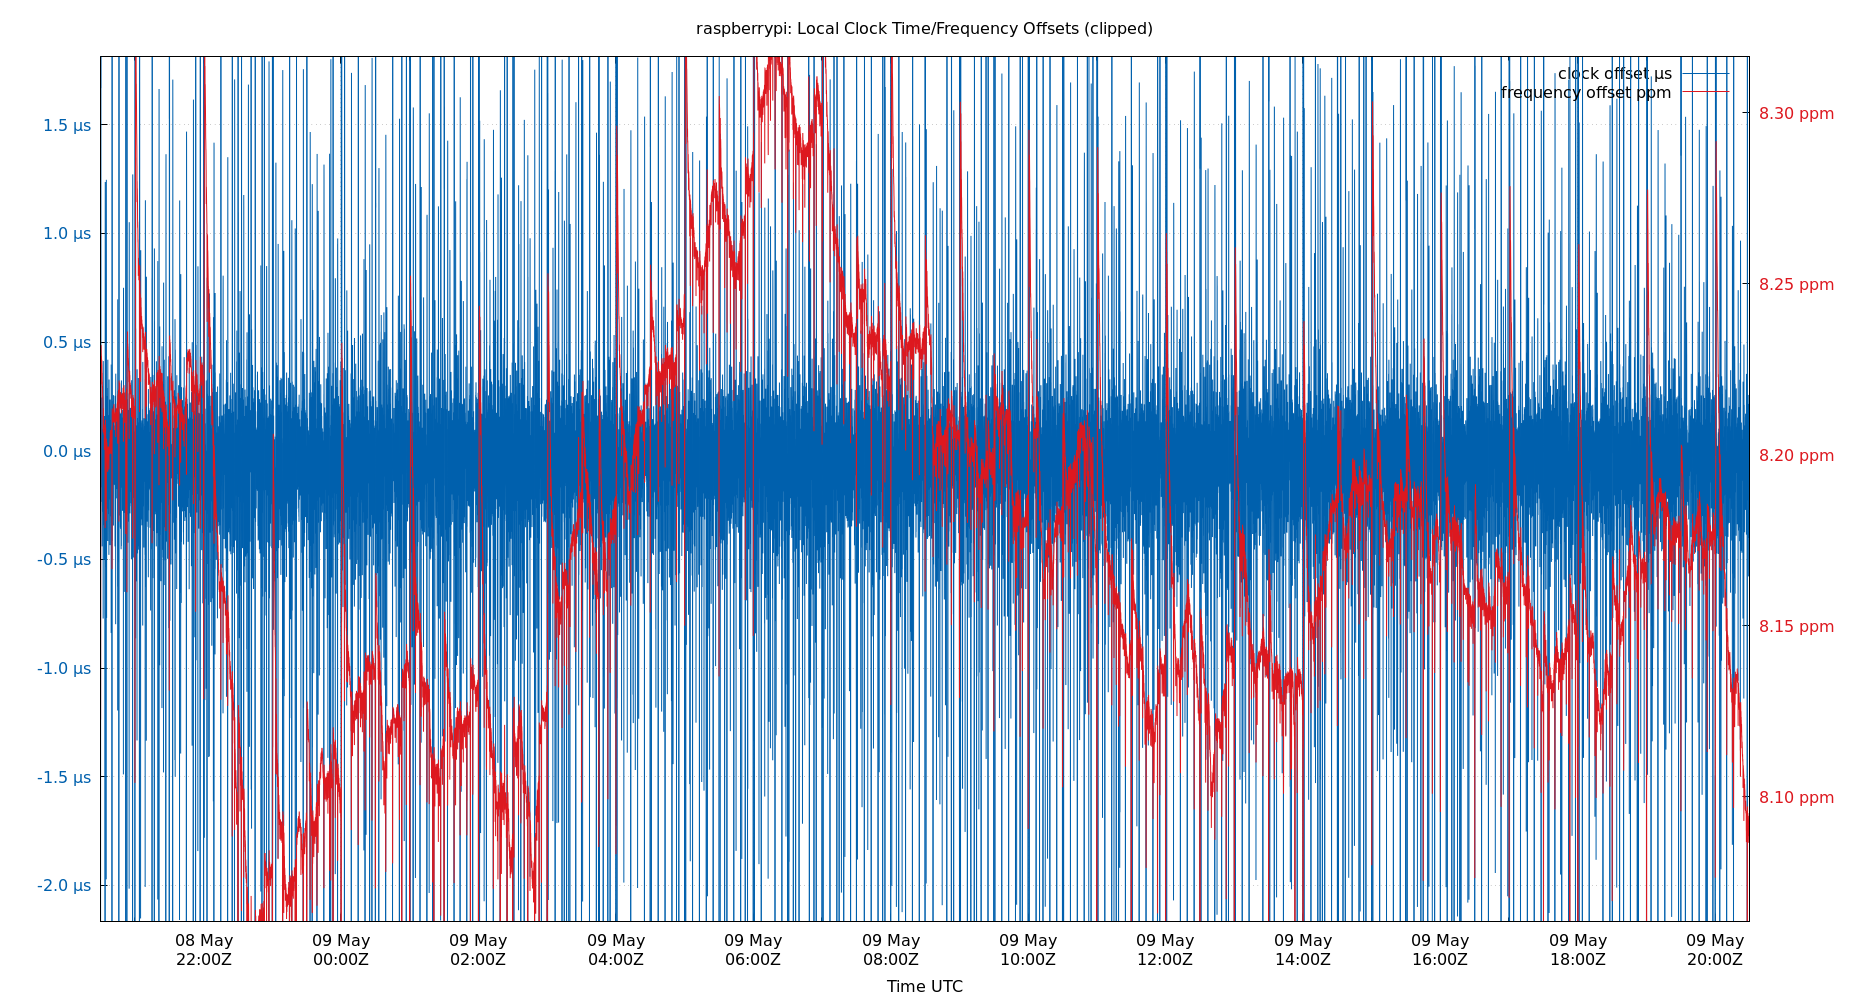 raspberrypi: Local Clock Time/Frequency Offsets (clipped)
clock offset µs
frequency offset ppm
1.5 µs
1.0 µs
0.5 µs
0.0 µs
-0.5 µs
-1.0 µs
-1.5 µs
-2.0 µs
8.30 ppm
8.25 ppm
8.20 ppm
8.15 ppm
8.10 ppm
08 May 09 May 09 May 09 May 09 May 09 May 09 May 09 May 09 May 09 May 09 May 09 May
22:00Z 00:00Z 02:00Z 04:00Z 06:00Z 08:00Z 10:00Z 12:00Z 14:00Z 16:00Z 18:00Z 20:00Z
Time UTC